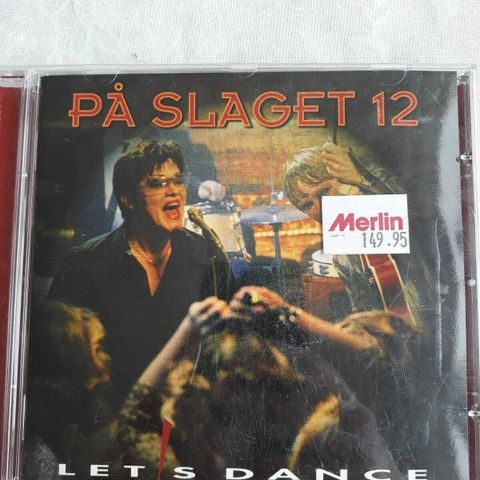 PÅ SLAGET 12
Merlin
149.95
LET'S DANCE